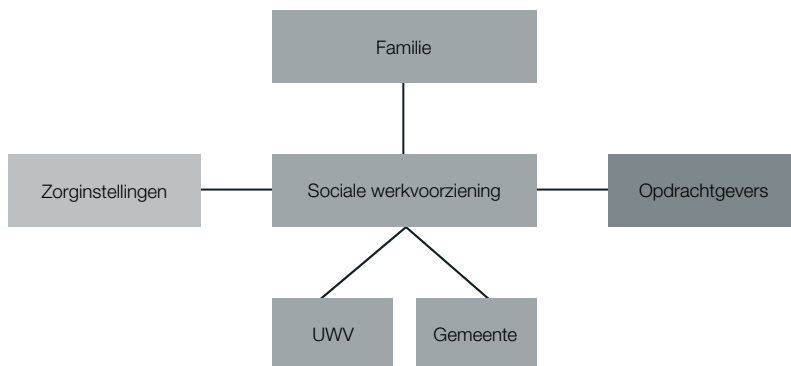 Familie
Zorginstellingen
Sociale werkvoorziening
Opdrachtgevers
UWV
Gemeente